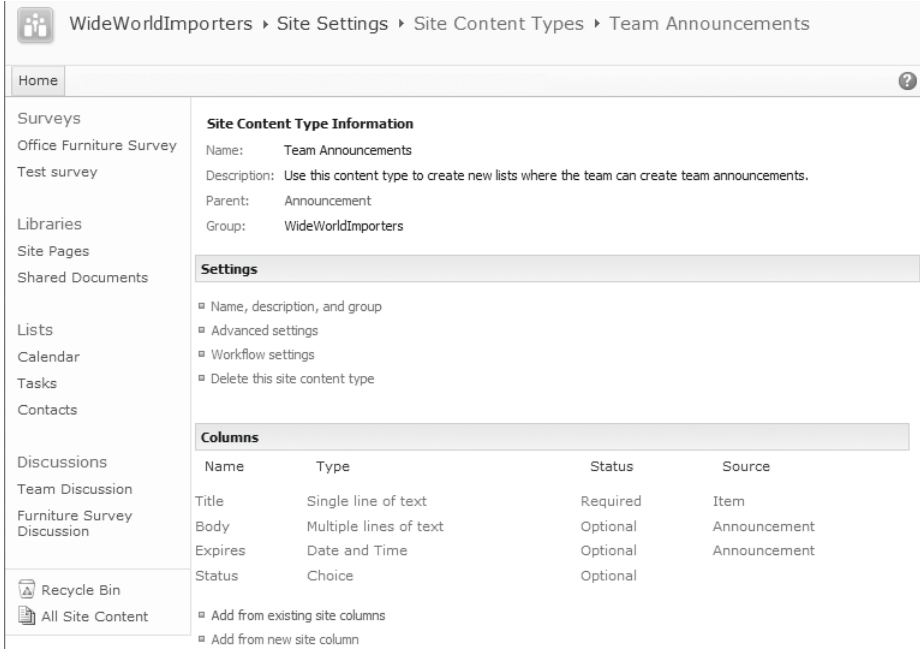 WideWorldImporters ▸ Site Settings ▸ Site Content Types ▸ Team Announcements
Home
?
Surveys
Office Furniture Survey
Test survey
Libraries
Site Pages
Shared Documents
Lists
Calendar
Tasks
Contacts
Discussions
Team Discussion
Furniture Survey
Discussion
Recycle Bin
All Site Content
Site Content Type Information
Name: Team Announcements
Description: Use this content type to create new lists where the team can create team announcements.
Parent: Announcement
Group: WideWorldImporters
Settings
Name, description, and group
Advanced settings
Workflow settings
Delete this site content type
Columns
Name Type Status Source
Title Single line of text Required Item
Body Multiple lines of text Optional Announcement
Expires Date and Time Optional Announcement
Status Choice Optional
Add from existing site columns
Add from new site column